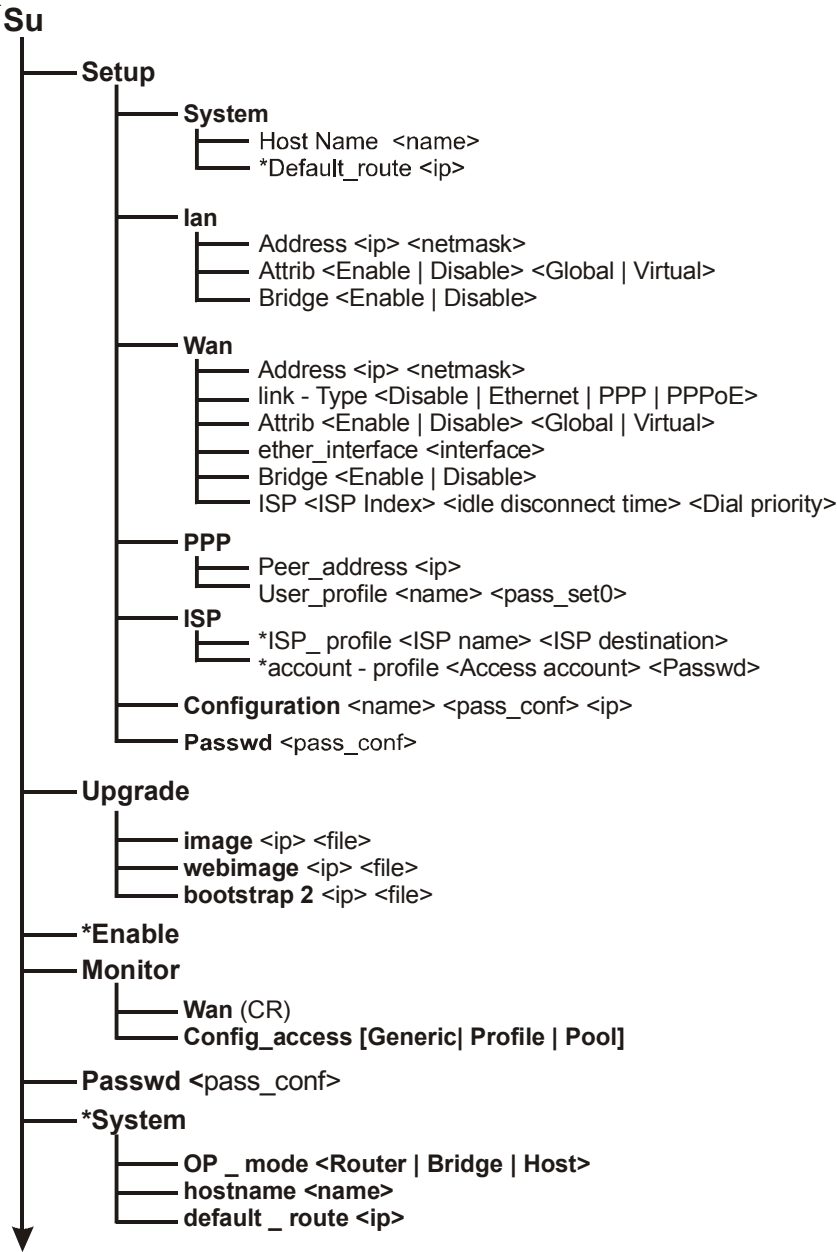 Su
Setup
System
Host Name <name>
*Default_route <ip>
lan
Address <ip> <netmask>
Attrib <Enable | Disable> <Global | Virtual>
Bridge <Enable | Disable>
Wan
Address <ip> <netmask>
link - Type <Disable | Ethernet | PPP | PPPoE>
Attrib <Enable | Disable> <Global | Virtual>
ether_interface <interface>
Bridge <Enable | Disable>
ISP <ISP Index> <idle disconnect time> <Dial priority>
PPP
Peer_address <ip>
User_profile <name> <pass_set0>
ISP
*ISP_ profile <ISP name> <ISP destination>
*account - profile <Access account> <Passwd>
Configuration <name> <pass_conf> <ip>
Passwd <pass_conf>
Upgrade
image <ip> <file>
webimage <ip> <file>
bootstrap 2 <ip> <file>
*Enable
Monitor
Wan (CR)
Config_access [Generic| Profile | Pool]
Passwd <pass_conf>
*System
OP _ mode <Router | Bridge | Host>
hostname <name>
default _ route <ip>